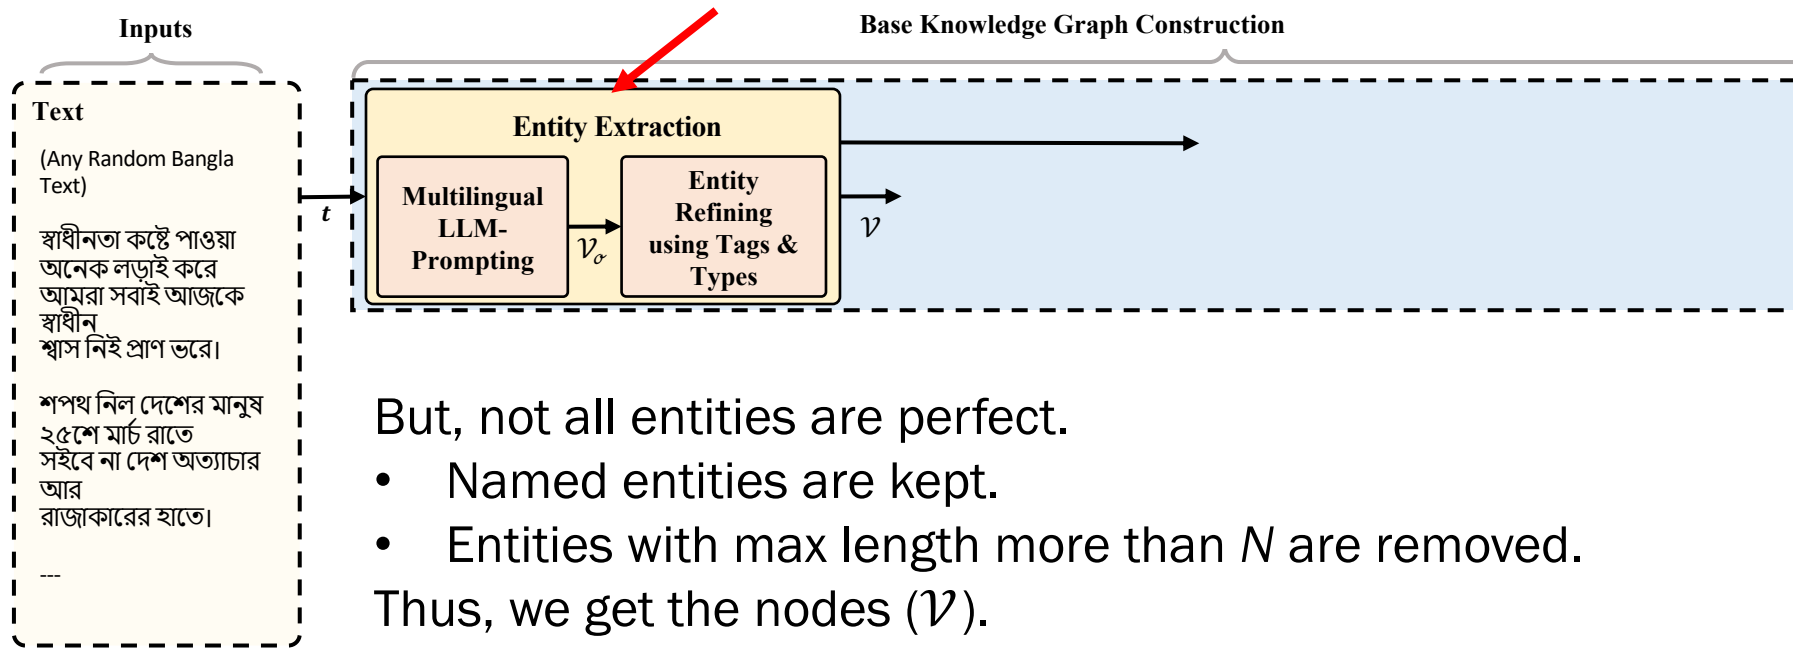 Inputs
Base Knowledge Graph Construction
Text
(Any Random Bangla
Text)
স্বাধীনতা কষ্টে পাওয়া
অনেক লড়াই করে
আমরা সবাই আজকে
স্বাধীন
শ্বাস নিই প্রাণ ভরে।
শপথ নিল দেশের মানুষ
২৫শে মার্চ রাতে
সইবে না দেশ অত্যাচার
আর
রাজাকারের হাতে।
---
t
Entity Extraction
Multilingual
LLM-
Prompting
𝒱ℴ
Entity
Refining
using Tags &
Types
𝒱
But, not all entities are perfect.
• Named entities are kept.
• Entities with max length more than N are removed.
Thus, we get the nodes (𝒱).